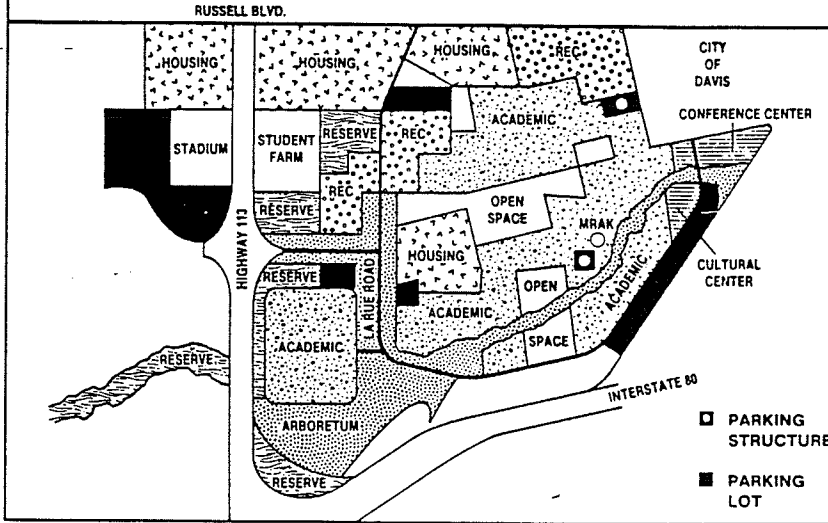 RUSSELL BLVD.
HOUSING
HOUSING
HOUSING
REC
CITY
OF
DAVIS
CONFERENCE CENTER
STADIUM
STUDENT
FARM
RESERVE
REC
ACADEMIC
REC
RESERVE
OPEN
SPACE
MRAK
HIGHWAY 113
HOUSING
RESERVE
LA RUE ROAD
OPEN
ACADEMIC
CULTURAL
CENTER
ACADEMIC
ACADEMIC
SPACE
RESERVE
INTERSTATE 80
ARBORETUM
RESERVE
PARKING
STRUCTURE
PARKING
LOT